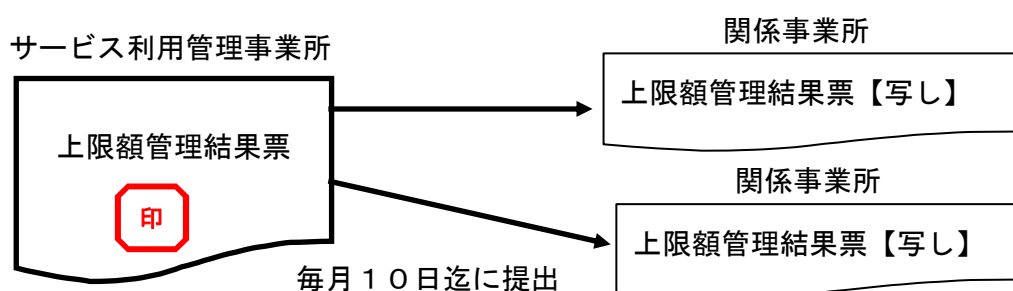 サービス利用管理事業所
上限額管理結果票
印
関係事業所
上限額管理結果票【写し】
関係事業所
上限額管理結果票【写し】
毎月１０日迄に提出